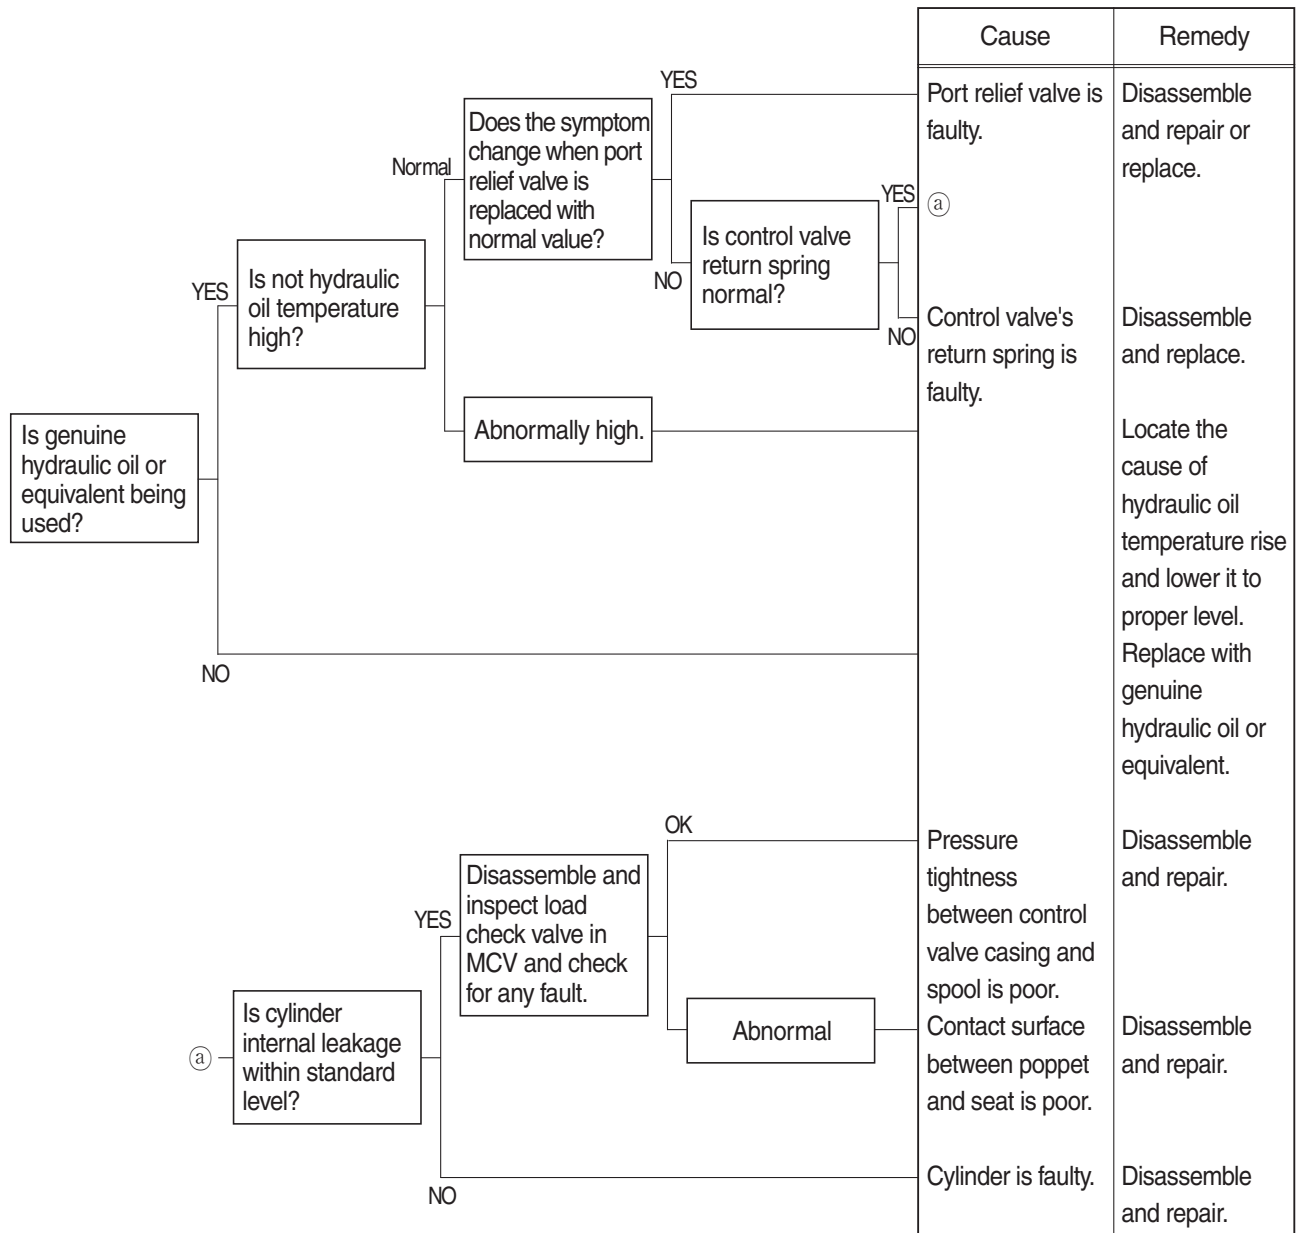 Cause
Remedy
YES
Port relief valve is
faulty.
Disassemble
and repair or
replace.
Does the symptom
change when port
relief valve is
replaced with
normal value?
Normal
YES
ⓐ
Is control valve
return spring
normal?
NO
NO
Control valve's
return spring is
faulty.
Disassemble
and replace.
YES
Is not hydraulic
oil temperature
high?
Abnormally high.
Locate the
cause of
hydraulic oil
temperature rise
and lower it to
proper level.
Is genuine
hydraulic oil or
equivalent being
used?
NO
Replace with
genuine
hydraulic oil or
equivalent.
OK
Pressure
tightness
between control
valve casing and
spool is poor.
Disassemble
and repair.
Disassemble and
inspect load
check valve in
MCV and check
for any fault.
YES
Abnormal
Contact surface
between poppet
and seat is poor.
Disassemble
and repair.
ⓐ
Is cylinder
internal leakage
within standard
level?
NO
Cylinder is faulty.
Disassemble
and repair.